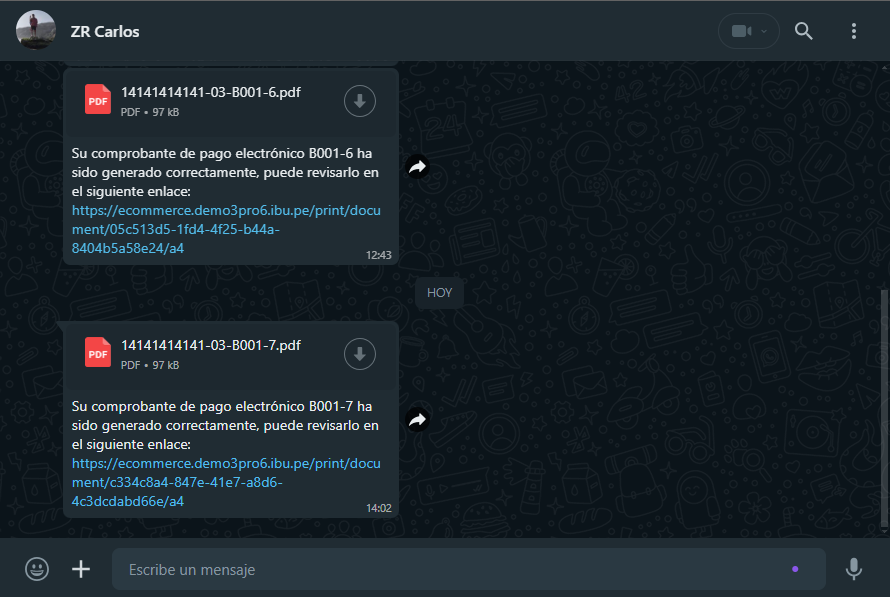 ZR Carlos
PDF
14141414141-03-B001-6.pdf
PDF • 97 kB
Su comprobante de pago electrónico B001-6 ha
sido generado correctamente, puede revisarlo en
el siguiente enlace:
https://ecommerce.demo3pro6.ibu.pe/print/docu
ment/05c513d5-1fd4-4f25-b44a-
8404b5a58e24/a4
12:43
HOY
PDF
14141414141-03-B001-7.pdf
PDF • 97 kB
Su comprobante de pago electrónico B001-7 ha
sido generado correctamente, puede revisarlo en
el siguiente enlace:
https://ecommerce.demo3pro6.ibu.pe/print/docu
ment/c334c8a4-847e-41e7-a8d6-
4c3dcdabd66e/a4
14:02
Escribe un mensaje